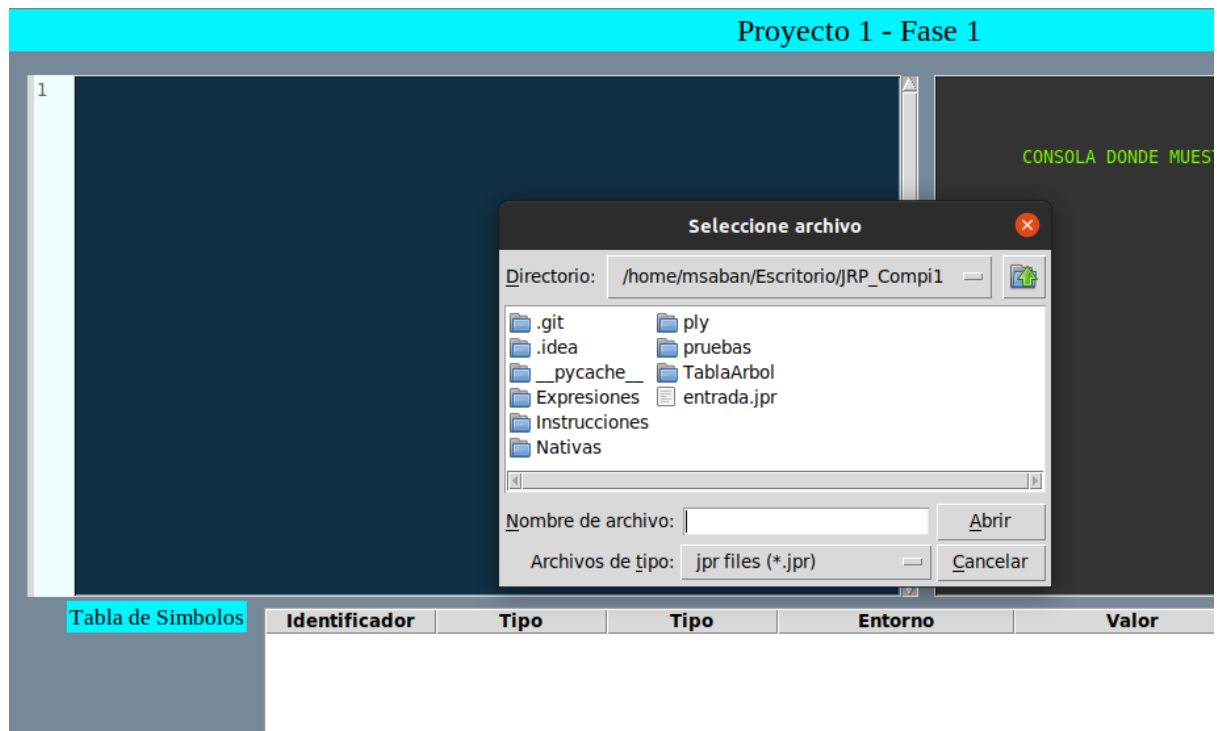 Proyecto 1 - Fase 1
1
CONSOLA DONDE MUES
Seleccione archivo
Directorio: /home/msaban/Escritorio/JRP_Compi1
.git ply
.idea pruebas
__pycache__ TablaArbol
Expresiones entrada.jpr
Instrucciones
Nativas
Nombre de archivo: Abrir
Archivos de tipo: jpr files (*.jpr) Cancelar
Tabla de Simbolos Identificador Tipo Tipo Entorno Valor